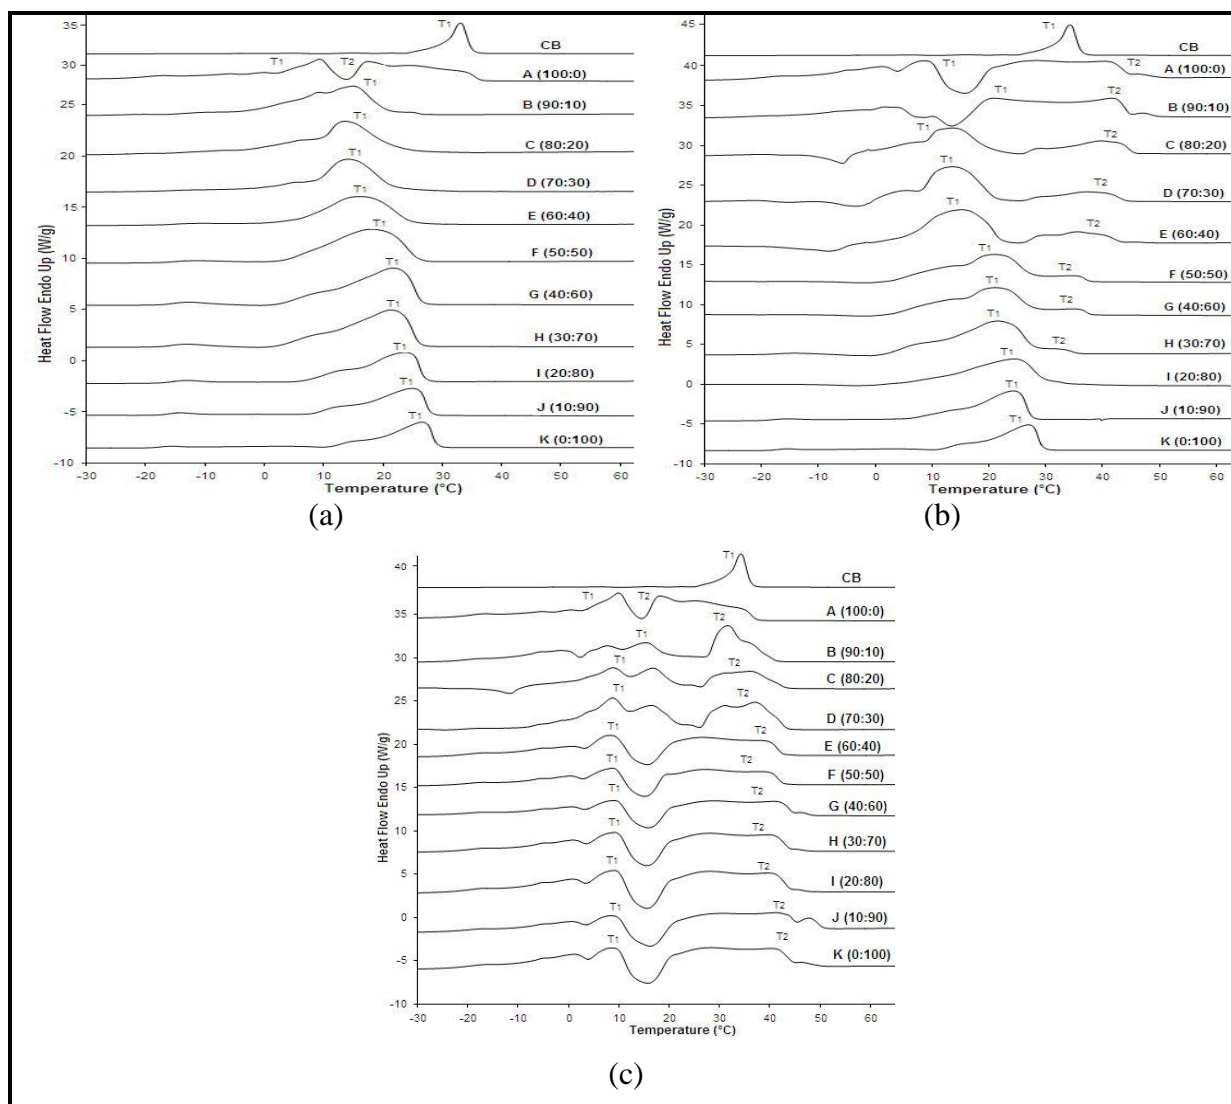 35
T1
CB
30
T1 T2
A (100:0)
T1
25
B (90:10)
T1
20
C (80:20)
T1
D (70:30)
15
T1
E (60:40)
T1
10
F (50:50)
T1
5
G (40:60)
T1
H (30:70)
0
T1
I (20:80)
T1
-5
J (10:90)
T1
K (0:100)
-10
-30 -20 -10 0 10 20 30 40 50 60
Temperature (°C)
Heat Flow Endo Up (W/g)
(a)
45
T1
CB
40
T1 T2
A (100:0)
35
T1 T2
B (90:10)
30
T1 T2
C (80:20)
25
T1 T2
D (70:30)
20
T1 T2
E (60:40)
15
T1 T2
F (50:50)
10
T1 T2
G (40:60)
5
T1 T2
H (30:70)
0
T1
I (20:80)
-5
T1
J (10:90)
T1
K (0:100)
-10
-30 -20 -10 0 10 20 30 40 50 60
Temperature (°C)
Heat Flow Endo Up (W/g)
(b)
40
T1
CB
35
T1 T2
A (100:0)
30
T1 T2
B (90:10)
T1 T2
C (80:20)
25
T1 T2
D (70:30)
20
T1 T2
E (60:40)
15
T1 T2
F (50:50)
T1 T2
G (40:60)
10
T1 T2
H (30:70)
5
T1 T2
I (20:80)
0
T1 T2
J (10:90)
-5
T1 T2
K (0:100)
-10
-30 -20 -10 0 10 20 30 40 50 60
Temperature (°C)
Heat Flow Endo Up (W/g)
(c)